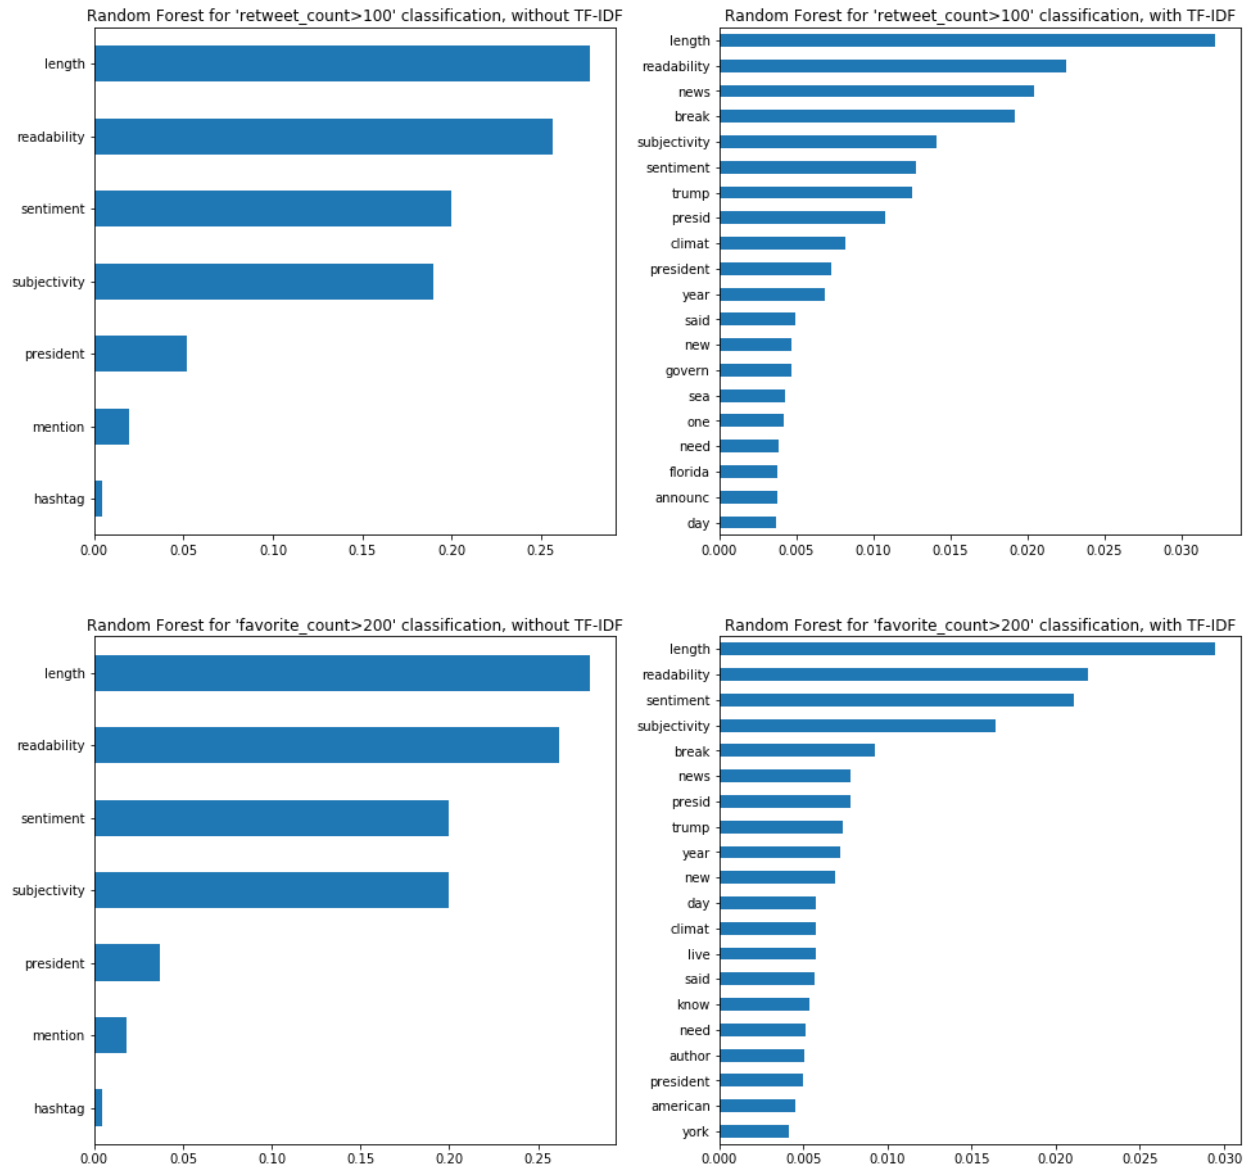 Random Forest for 'retweet_count>100' classification, without TF-IDF
length
readability
sentiment
subjectivity
president
mention
hashtag
0.00 0.05 0.10 0.15 0.20 0.25
Random Forest for 'retweet_count>100' classification, with TF-IDF
length
readability
news
break
subjectivity
sentiment
trump
presid
climat
president
year
said
new
govern
sea
one
need
florida
announc
day
0.000 0.005 0.010 0.015 0.020 0.025 0.030
Random Forest for 'favorite_count>200' classification, without TF-IDF
length
readability
sentiment
subjectivity
president
mention
hashtag
0.00 0.05 0.10 0.15 0.20 0.25
Random Forest for 'favorite_count>200' classification, with TF-IDF
length
readability
sentiment
subjectivity
break
news
presid
trump
year
new
day
climat
live
said
know
need
author
president
american
york
0.000 0.005 0.010 0.015 0.020 0.025 0.030